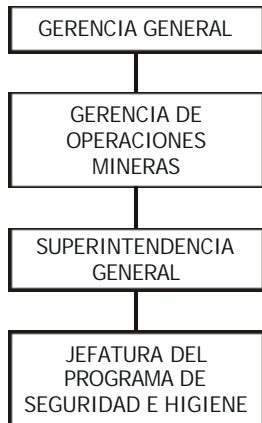 GERENCIA GENERAL
GERENCIA DE
OPERACIONES
MINERAS
SUPERINTENDENCIA
GENERAL
JEFATURA DEL
PROGRAMA DE
SEGURIDAD E HIGIENE